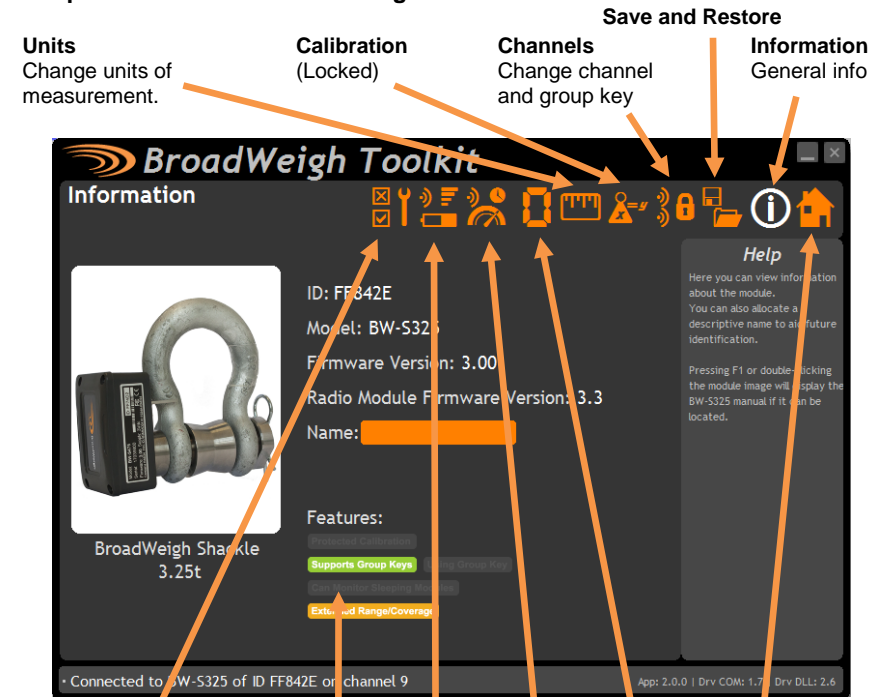 Save and Restore
Units
Change units of
measurement.
Calibration
(Locked)
Channels
Change channel
and group key
Information
General info
BroadWeigh Toolkit
Information
ID: FF842E
Model: BW-S325
Firmware Version: 3.00
Radio Module Firmware Version: 3.3
Name:
Features:
Protected Calibration
Supports Group Keys
Using Group Key
Can Monitor Sleeping Modules
Extended Range/Coverage
BroadWeigh Shackle
3.25t
Help
Here you can view information
about the module.
You can also allocate a
descriptive name to aid future
identification.
Pressing F1 or double-clicking
the module image will display the
BW-S325 manual if it can be
located.
Connected to BW-S325 of ID FF842E on channel 9
App: 2.0.0 | Drv COM: 1.7 Drv DLL: 2.6